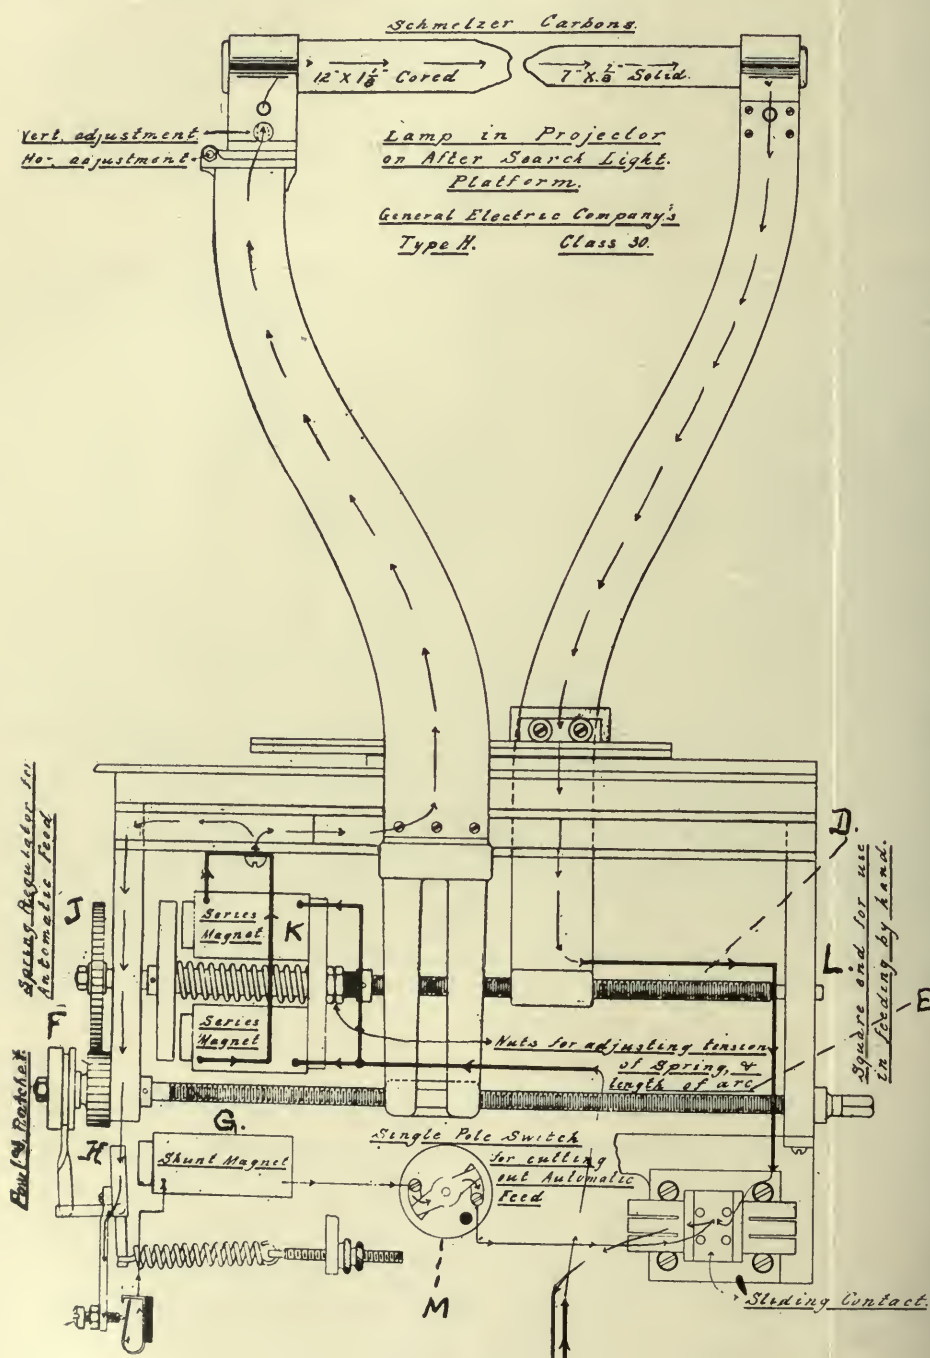 Schmelzer Carbons.
12" X 1 1/8" Cored
7" X 7/8" Solid.
Vert. adjustment
Hor. adjustment
Lamp in Projector
on After Search Light
Platform.
General Electric Company's
Type H. Class 30.
Spring Regulator for
Automatic Feed
J
F
Pawl & Ratchet
H
Series
Magnet
K
Series
Magnet
Nuts for adjusting tension
of Spring, &
length of arc
D.
L
E
Square end for use
in feeding by hand.
G.
Shunt Magnet
Single Pole Switch
for cutting
out Automatic
Feed
M
Sliding Contact.